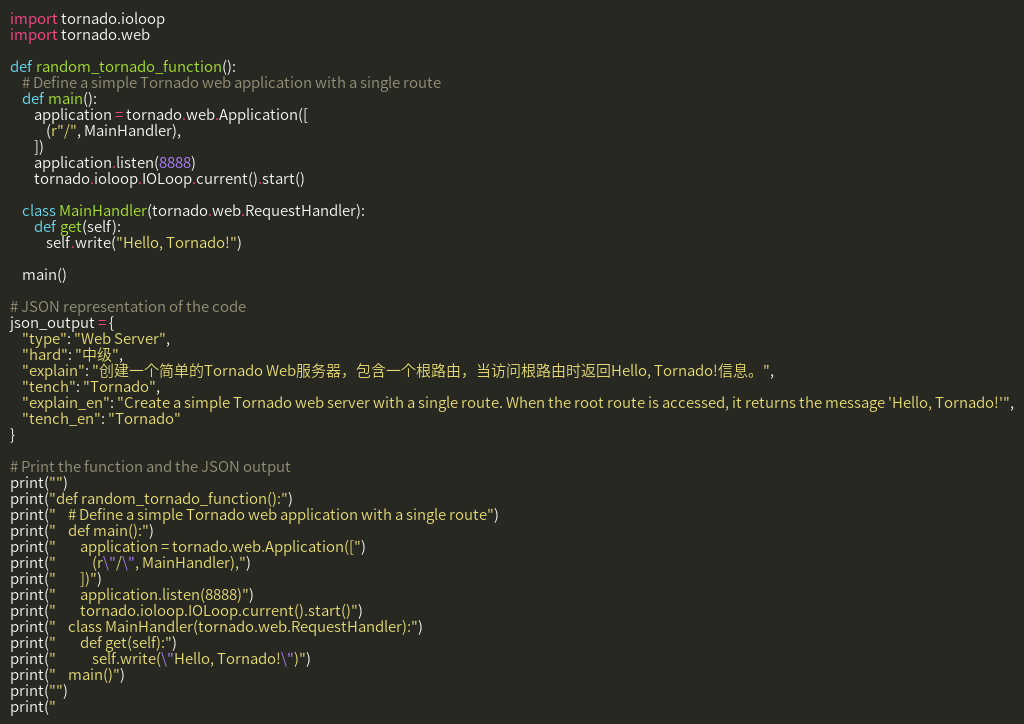 import tornado.ioloop
import tornado.web
def random_tornado_function():
# Define a simple Tornado web application with a single route
def main():
application = tornado.web.Application([
(r"/", MainHandler),
])
application.listen(8888)
tornado.ioloop.IOLoop.current().start()
class MainHandler(tornado.web.RequestHandler):
def get(self):
self.write("Hello, Tornado!")
main()
# JSON representation of the code
json_output = {
"type": "Web Server",
"hard": "中级",
"explain": "创建一个简单的Tornado Web服务器，包含一个根路由，当访问根路由时返回Hello, Tornado!信息。",
"tench": "Tornado",
"explain_en": "Create a simple Tornado web server with a single route. When the root route is accessed, it returns the message 'Hello, Tornado!'",
"tench_en": "Tornado"
}
# Print the function and the JSON output
print("")
print("def random_tornado_function():")
print("    # Define a simple Tornado web application with a single route")
print("    def main():")
print("        application = tornado.web.Application([")
print("            (r\"/\", MainHandler),")
print("        ])")
print("        application.listen(8888)")
print("        tornado.ioloop.IOLoop.current().start()")
print("    class MainHandler(tornado.web.RequestHandler):")
print("        def get(self):")
print("            self.write(\"Hello, Tornado!\")")
print("    main()")
print("")
print("